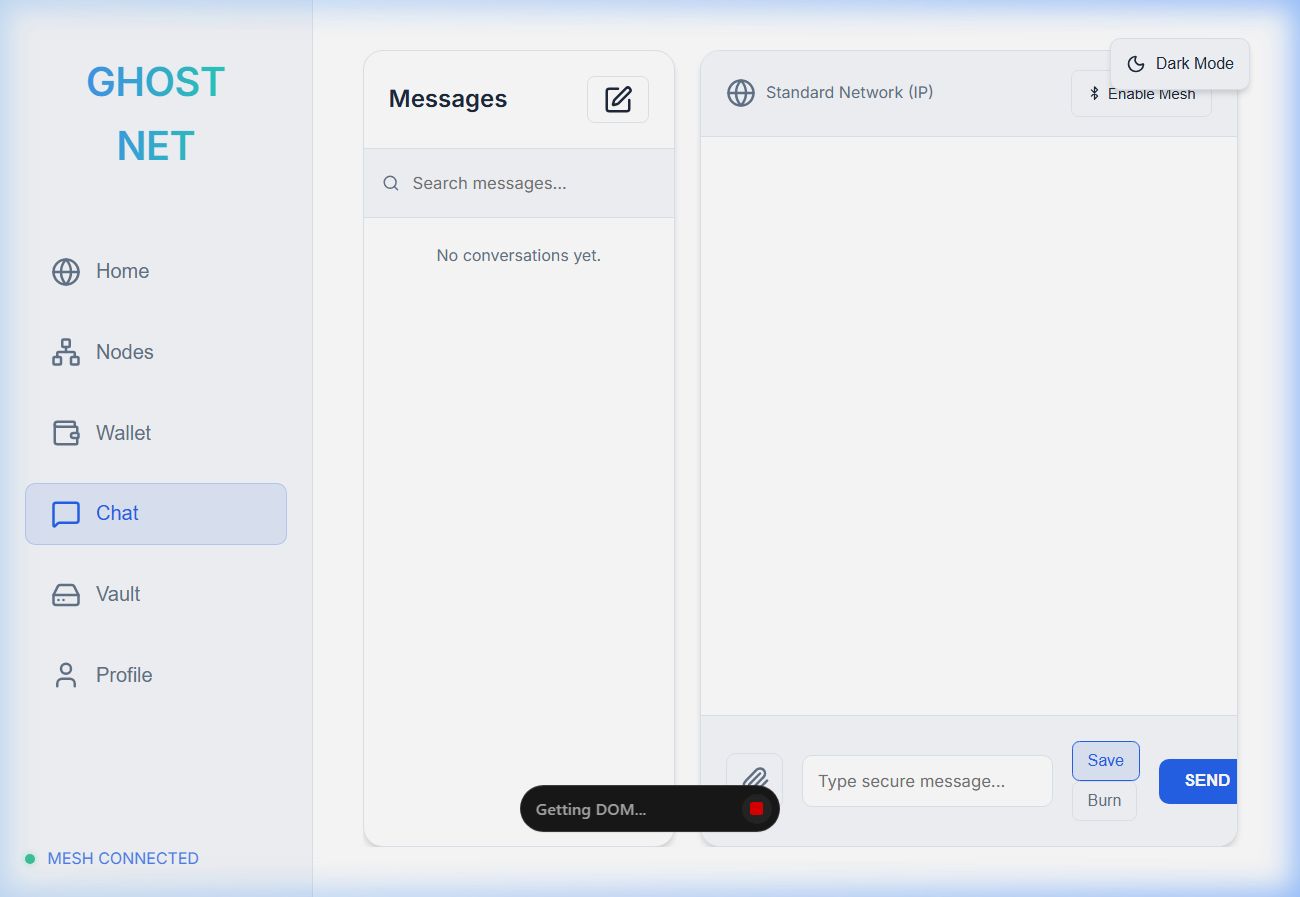 GHOST
NET
Home
Nodes
Wallet
Chat
Vault
Profile
MESH CONNECTED
Messages
Search messages...
No conversations yet.
Standard Network (IP)
Dark Mode
Enable Mesh
Type secure message...
Save
Burn
SEND
Getting DOM...